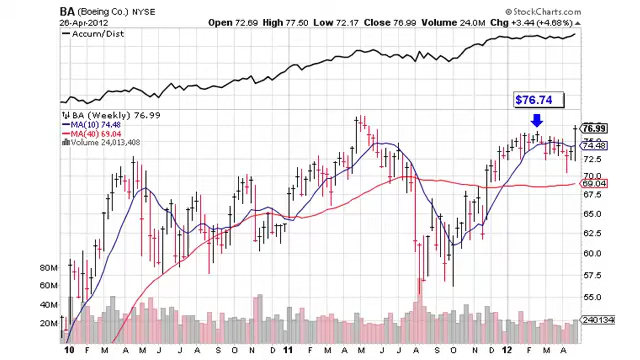 BA (Boeing Co.) NYSE © StockCharts.com
26-Apr-2012 Open 72.69 High 77.50 Low 72.17 Close 76.99 Volume 24.0M Chg +3.44 (+4.68%)
Accum/Dist
$76.74
BA (Weekly) 76.99
MA(10) 74.48
MA(40) 69.04
Volume 24,013,408
76.99
74.48
72.5
70.0
69.04
67.5
65.0
62.5
60.0
57.5
55.0
80M
60M
40M
20M
2401348
10 F M A M J J A S O N D 11 F M A M J J A S O N D 12 F M A